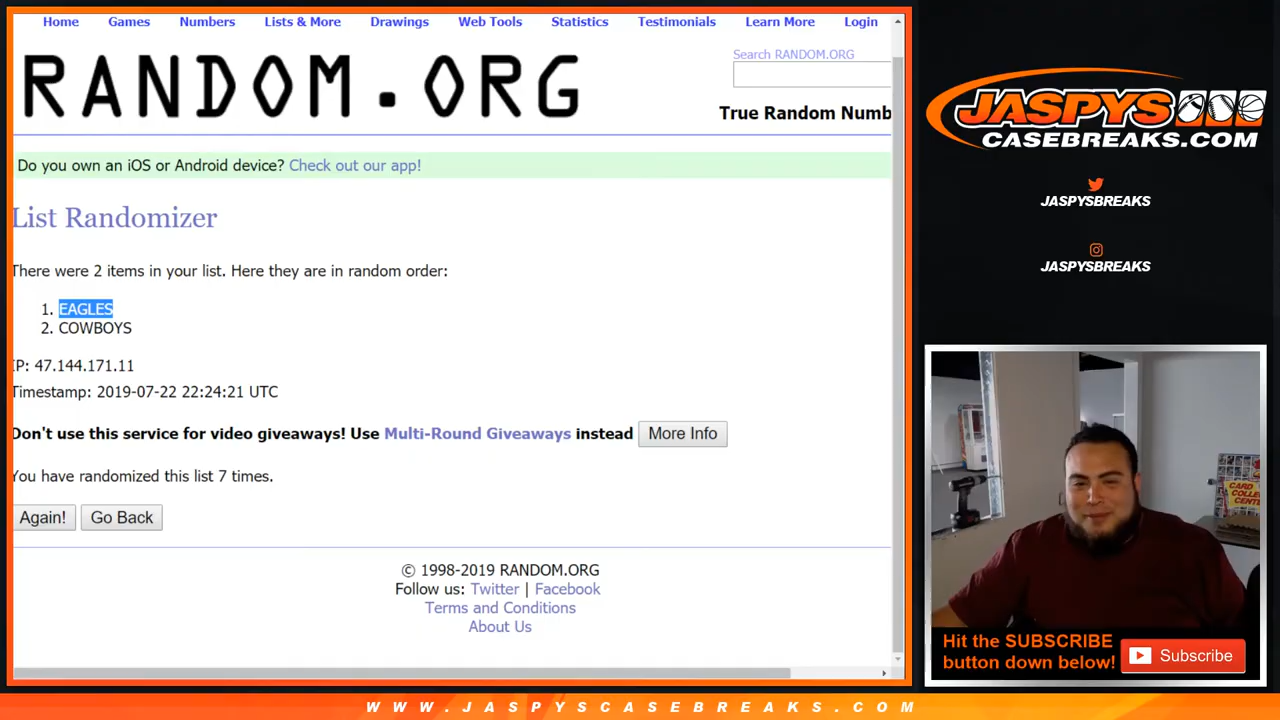 Home Games Numbers Lists & More Drawings Web Tools Statistics Testimonials Learn More Login
RANDOM.ORG
Search RANDOM.ORG
True Random Numb
Do you own an iOS or Android device? Check out our app!
List Randomizer
There were 2 items in your list. Here they are in random order:
1. EAGLES
2. COWBOYS
IP: 47.144.171.11
Timestamp: 2019-07-22 22:24:21 UTC
Don't use this service for video giveaways! Use Multi-Round Giveaways instead More Info
You have randomized this list 7 times.
Again! Go Back
© 1998-2019 RANDOM.ORG
Follow us: Twitter | Facebook
Terms and Conditions
About Us
JASPYS
CASEBREAKS.COM
JASPYSBREAKS
JASPYSBREAKS
CARD
COLLE
CENT
Hit the SUBSCRIBE
button down below!
Subscribe
WWW.JASPYSCASEBREAKS.COM